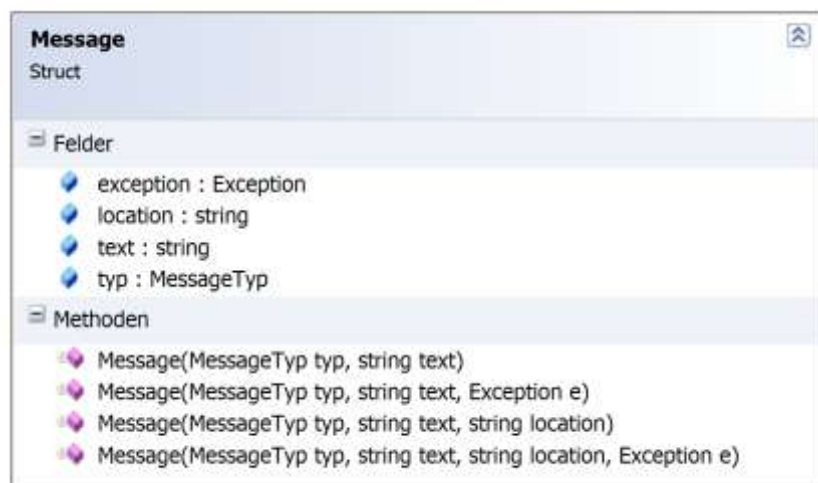 Message
Struct
Felder
exception : Exception
location : string
text : string
typ : MessageTyp
Methoden
Message(MessageTyp typ, string text)
Message(MessageTyp typ, string text, Exception e)
Message(MessageTyp typ, string text, string location)
Message(MessageTyp typ, string text, string location, Exception e)